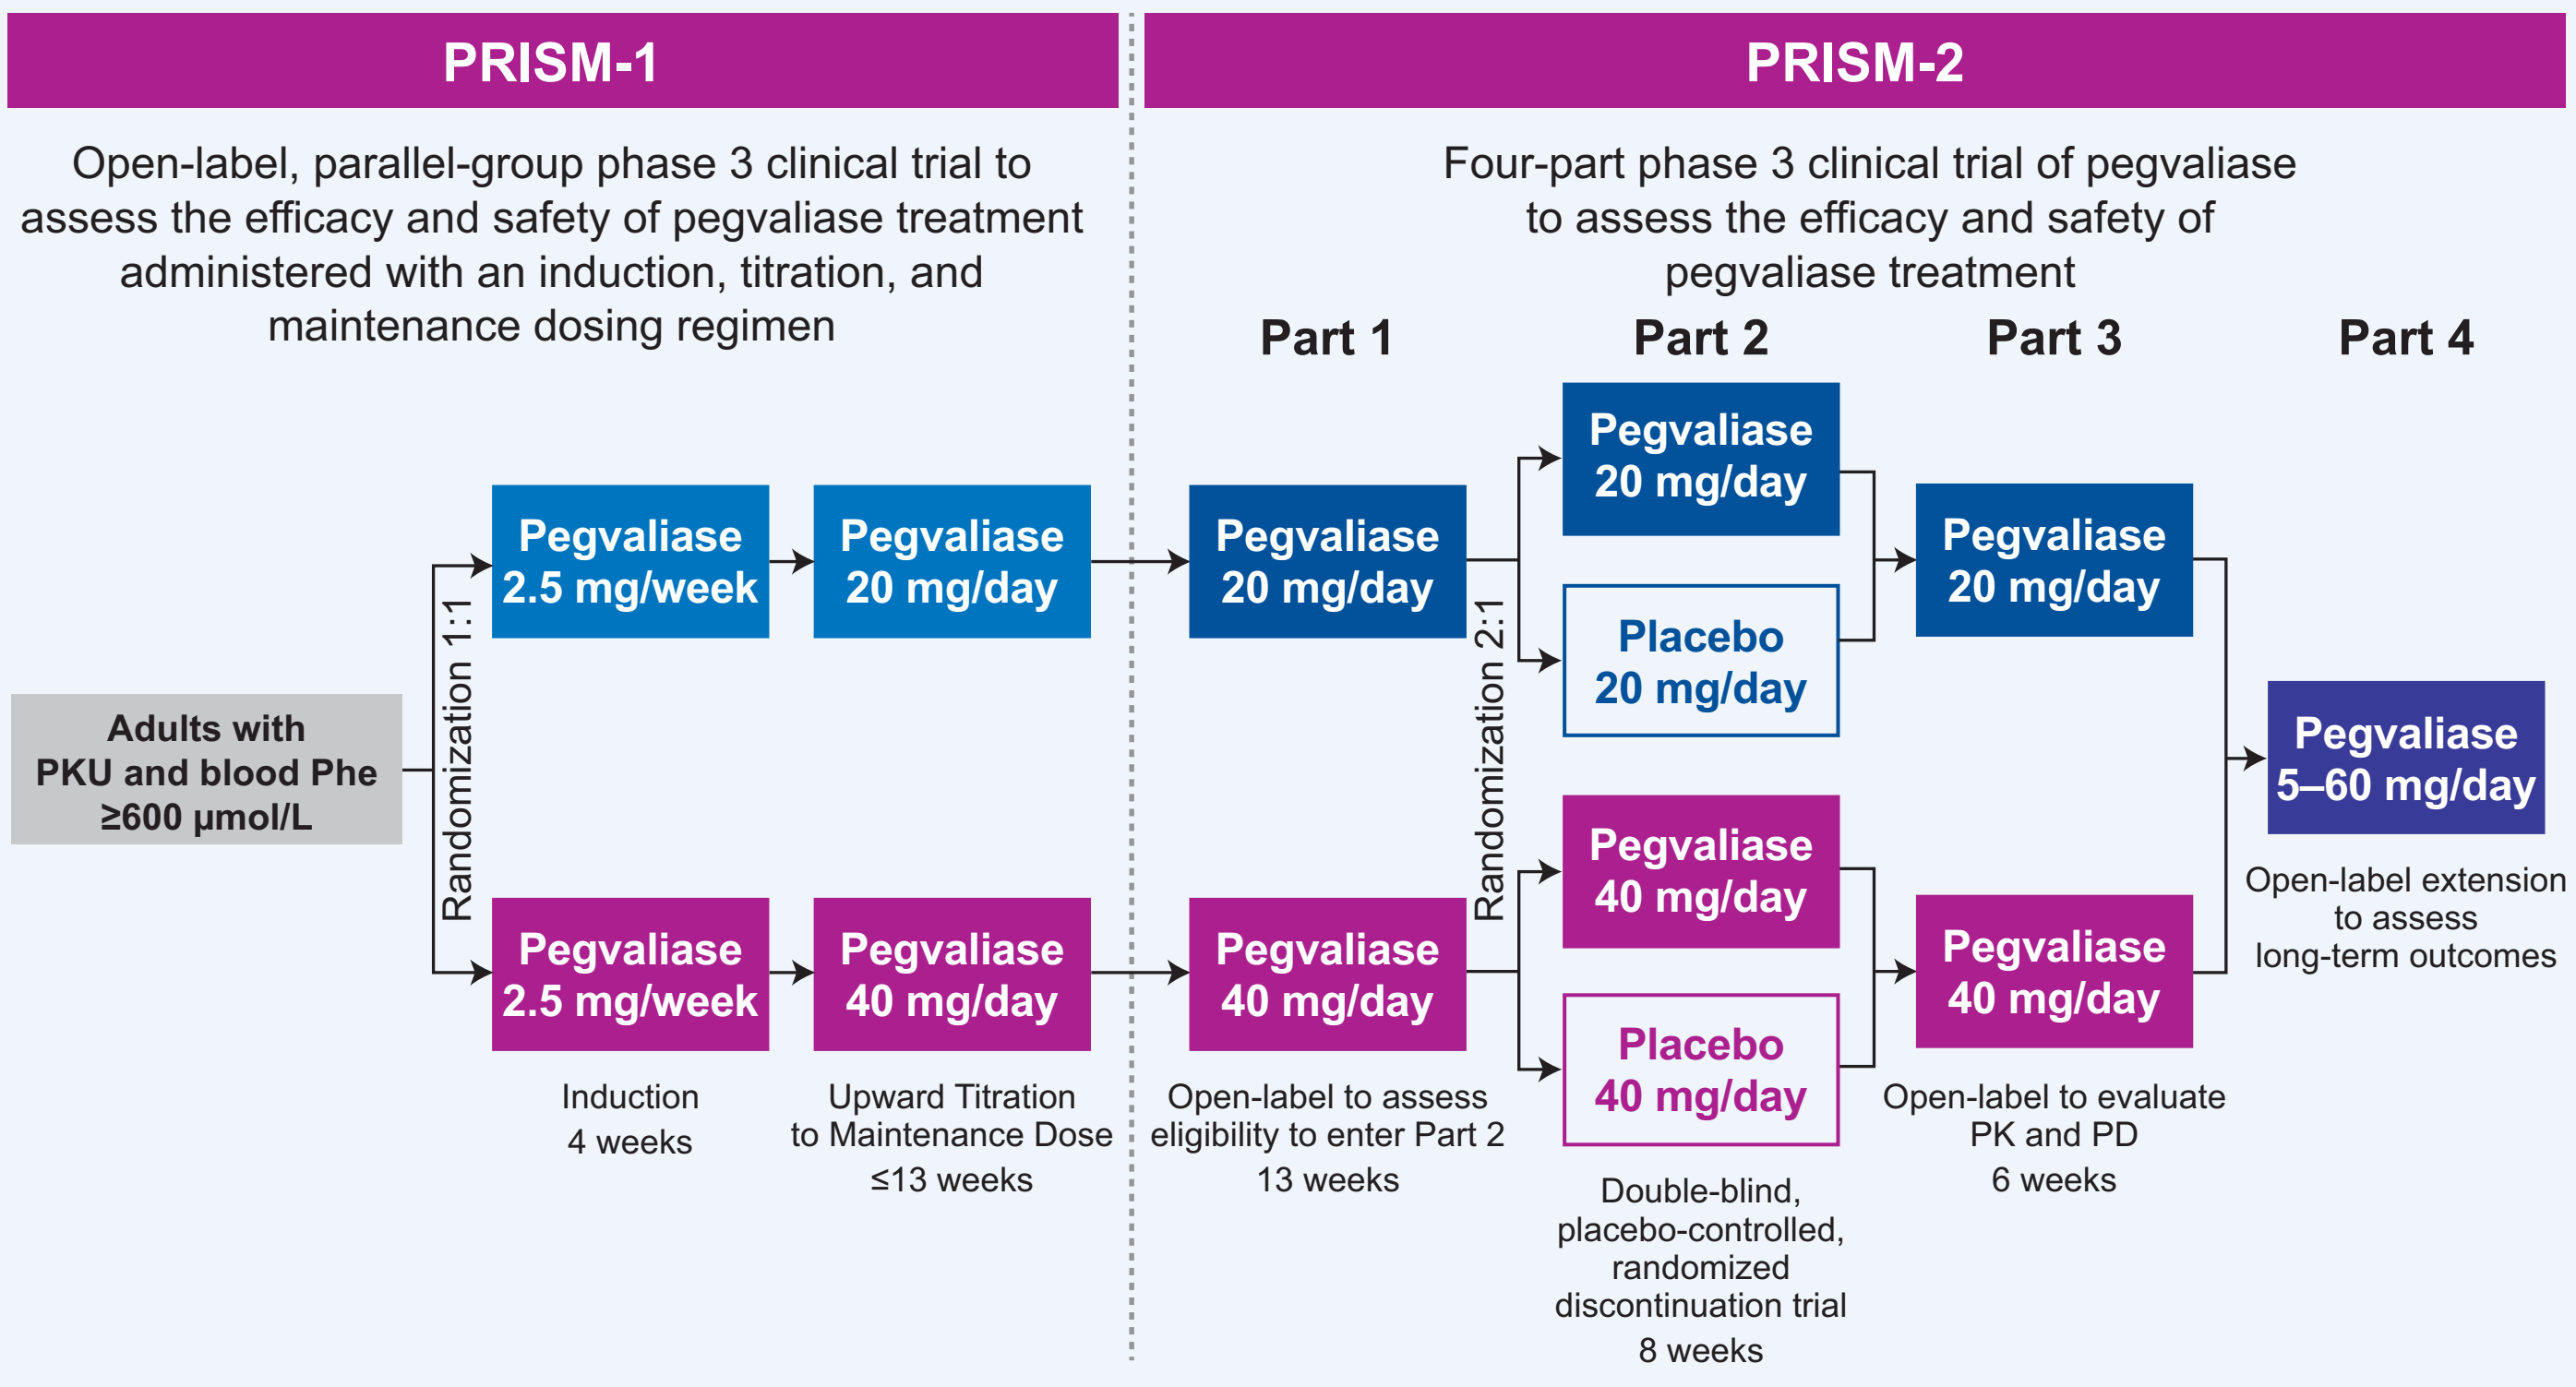 PRISM-1
Open-label, parallel-group phase 3 clinical trial to
assess the efficacy and safety of pegvaliase treatment
administered with an induction, titration, and
maintenance dosing regimen
Adults with
PKU and blood Phe
≥600 µmol/L
Randomization 1:1
Pegvaliase
2.5 mg/week
Pegvaliase
20 mg/day
Pegvaliase
2.5 mg/week
Pegvaliase
40 mg/day
Induction
4 weeks
Upward Titration
to Maintenance Dose
≤13 weeks
PRISM-2
Four-part phase 3 clinical trial of pegvaliase
to assess the efficacy and safety of
pegvaliase treatment
Part 1
Pegvaliase
20 mg/day
Pegvaliase
40 mg/day
Open-label to assess
eligibility to enter Part 2
13 weeks
Randomization 2:1
Part 2
Pegvaliase
20 mg/day
Placebo
20 mg/day
Pegvaliase
40 mg/day
Placebo
40 mg/day
Double-blind,
placebo-controlled,
randomized
discontinuation trial
8 weeks
Part 3
Pegvaliase
20 mg/day
Pegvaliase
40 mg/day
Open-label to evaluate
PK and PD
6 weeks
Part 4
Pegvaliase
5–60 mg/day
Open-label extension
to assess
long-term outcomes